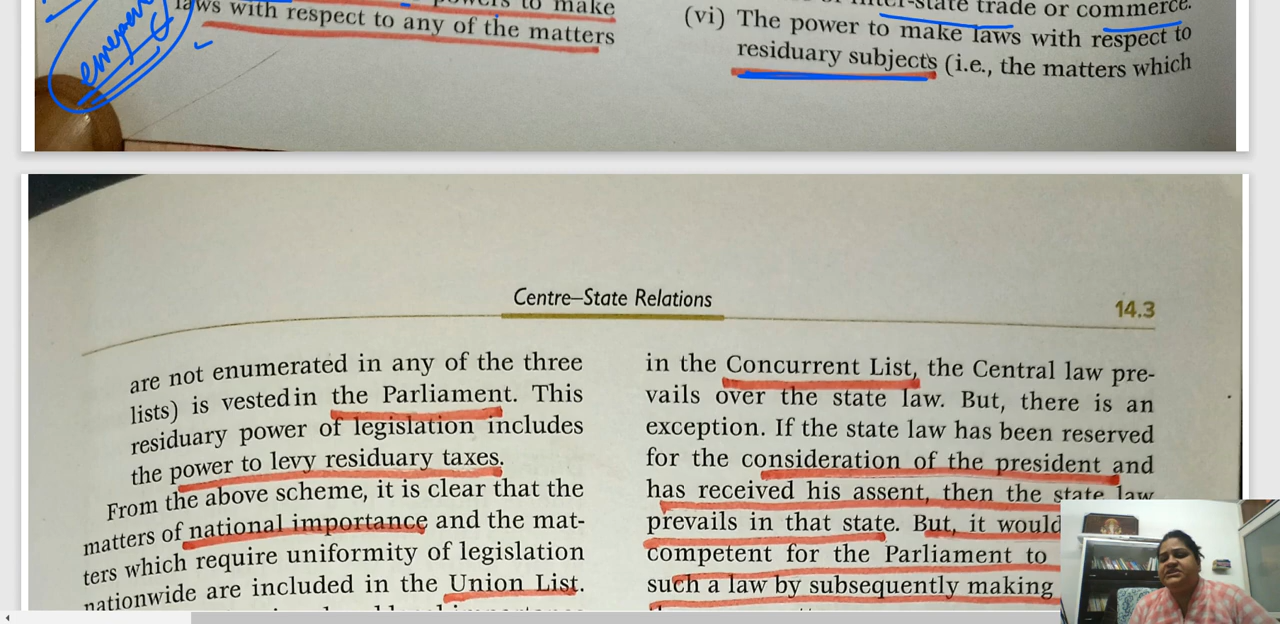 to make
laws with respect to any of the matters
inter-state trade or commerce.
(vi) The power to make laws with respect to
residuary subjects (i.e., the matters which
Centre–State Relations
14.3
are not enumerated in any of the three
lists) is vested in the Parliament. This
residuary power of legislation includes
the power to levy residuary taxes.
From the above scheme, it is clear that the
matters of national importance and the mat-
ters which require uniformity of legislation
nationwide are included in the Union List.
in the Concurrent List, the Central law pre-
vails over the state law. But, there is an
exception. If the state law has been reserved
for the consideration of the president and
has received his assent, then the state law
prevails in that state. But, it would
competent for the Parliament to
such a law by subsequently making